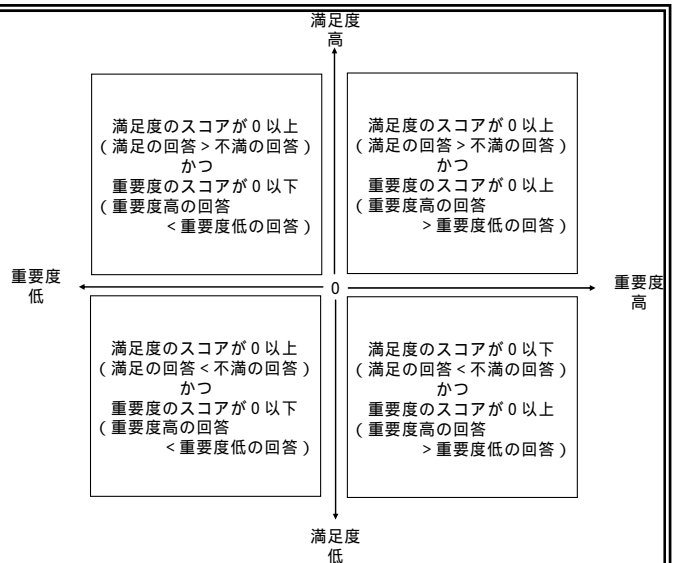 満足度
高
満足度のスコアが０以上
（満足の回答＞不満の回答）
かつ
重要度のスコアが０以下
（重要度高の回答
＜重要度低の回答）
満足度のスコアが０以上
（満足の回答＞不満の回答）
かつ
重要度のスコアが０以上
（重要度高の回答
＞重要度低の回答）
重要度
低
0
重要度
高
満足度のスコアが０以上
（満足の回答＜不満の回答）
かつ
重要度のスコアが０以下
（重要度高の回答
＜重要度低の回答）
満足度のスコアが０以下
（満足の回答＜不満の回答）
かつ
重要度のスコアが０以上
（重要度高の回答
＞重要度低の回答）
満足度
低